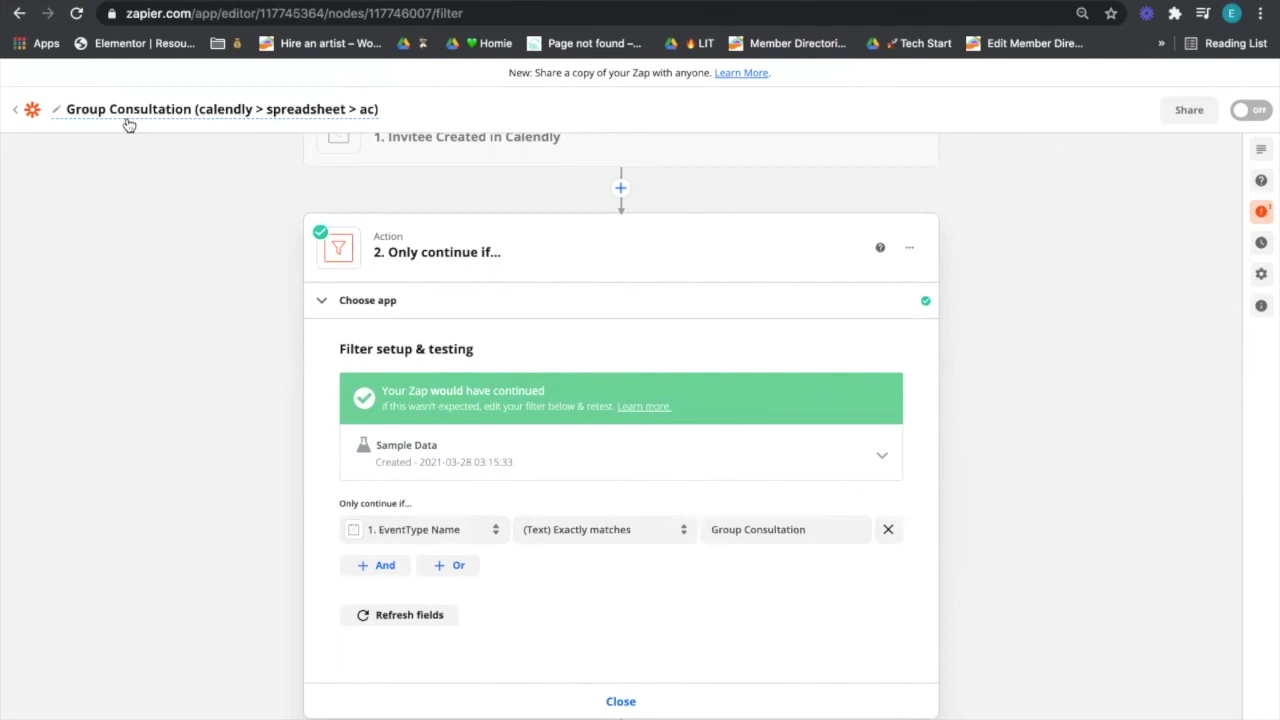 zapier.com/app/editor/117745364/nodes/117746007/filter
E
Apps
Elementor | Resou...
Hire an artist – Wo...
Homie
Page not found –...
LIT
Member Directori...
Tech Start
Edit Member Dire...
»
Reading List
New: Share a copy of your Zap with anyone. Learn More.
Group Consultation (calendly > spreadsheet > ac)
Share
OFF
1. Invitee Created in Calendly
Action
2. Only continue if...
Choose app
Filter setup & testing
Your Zap would have continued
if this wasn't expected, edit your filter below & retest. Learn more.
Sample Data
Created - 2021-03-28 03:15:33
Only continue if...
1. EventType Name
(Text) Exactly matches
Group Consultation
+ And
+ Or
Refresh fields
Close